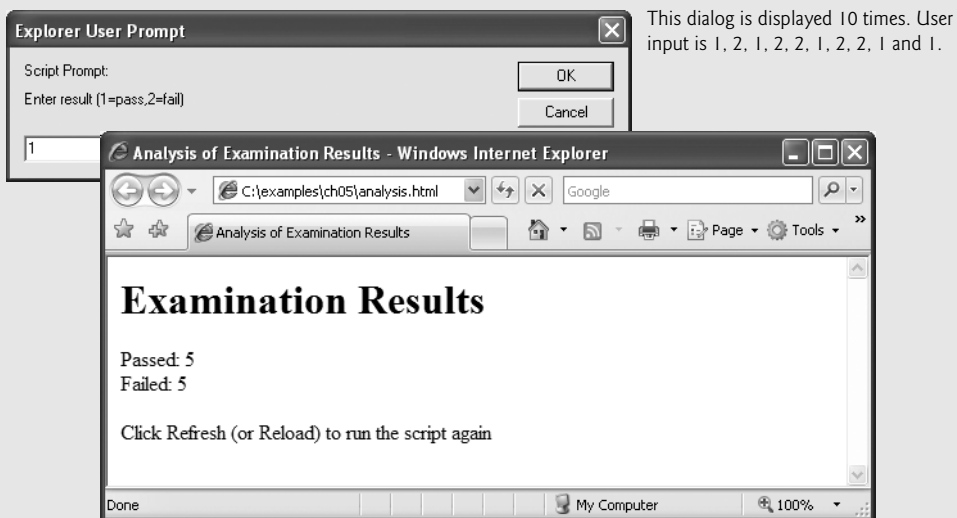 Explorer User Prompt
This dialog is displayed 10 times. User
input is 1, 2, 1, 2, 2, 1, 2, 2, 1 and 1.
Script Prompt:
Enter result (1=pass,2=fail)
OK
Cancel
1
Analysis of Examination Results - Windows Internet Explorer
C:\examples\ch05\analysis.html
Google
Analysis of Examination Results
Page
Tools
»
Examination Results
Passed: 5
Failed: 5
Click Refresh (or Reload) to run the script again
Done
My Computer
100%